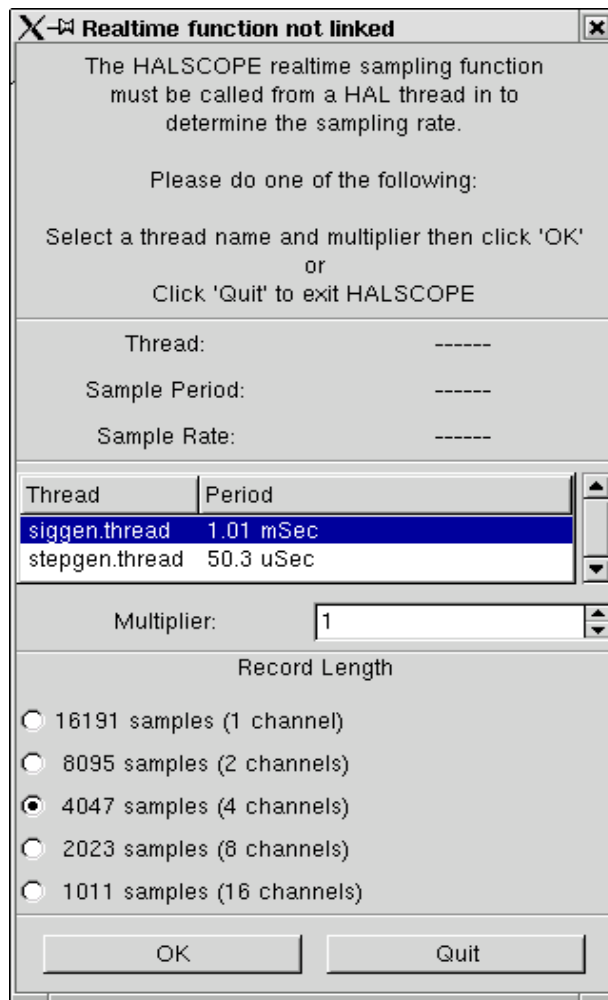 Realtime function not linked
The HALSCOPE realtime sampling function
must be called from a HAL thread in to
determine the sampling rate.
Please do one of the following:
Select a thread name and multiplier then click 'OK'
or
Click 'Quit' to exit HALSCOPE
Thread: ------
Sample Period: ------
Sample Rate: ------
Thread Period
siggen.thread 1.01 mSec
stepgen.thread 50.3 uSec
Multiplier: 1
Record Length
16191 samples (1 channel)
8095 samples (2 channels)
4047 samples (4 channels)
2023 samples (8 channels)
1011 samples (16 channels)
OK Quit